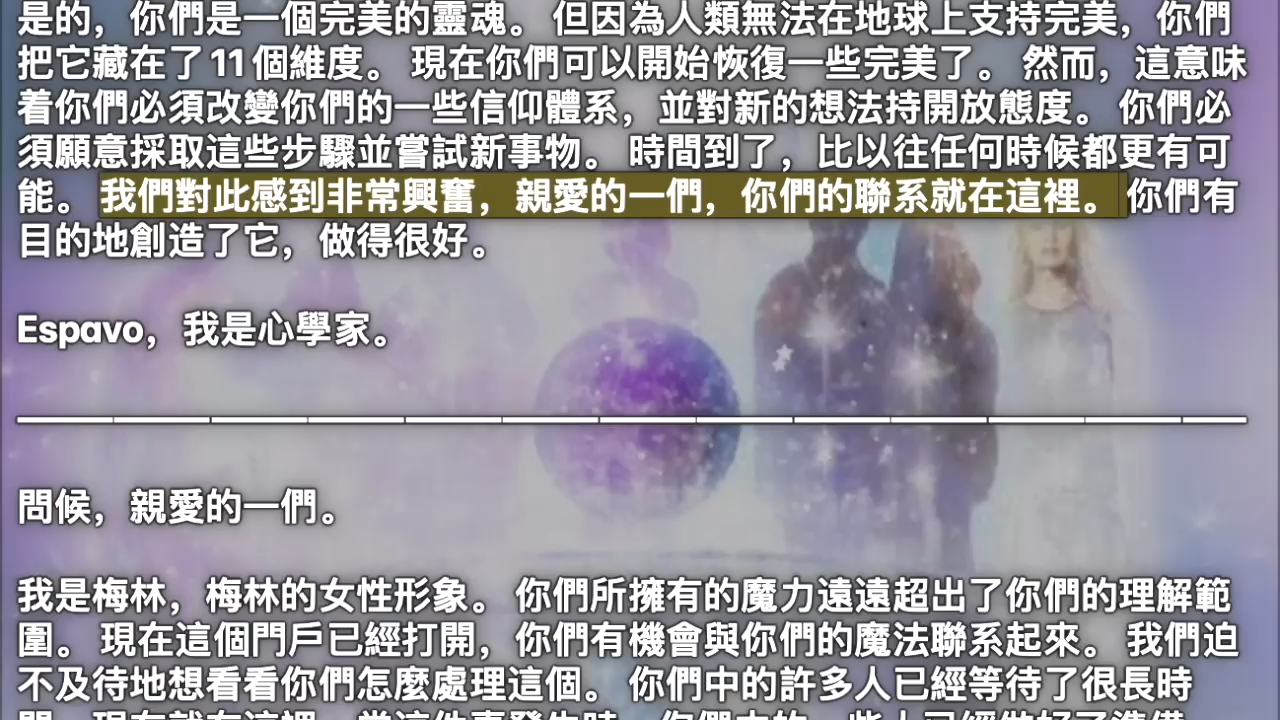 是的，你們是一個完美的靈魂。 但因為人類無法在地球上支持完美，你們
把它藏在了 11 個維度。 現在你們可以開始恢復一些完美了。 然而，這意味
着你們必須改變你們的一些信仰體系，並對新的想法持開放態度。 你們必
須願意採取這些步驟並嘗試新事物。 時間到了，比以往任何時候都更有可
能。 我們對此感到非常興奮，親愛的一們，你們的聯系就在這裡。 你們有
目的地創造了它，做得很好。
Espavo，我是心學家。
問候，親愛的一們。
我是梅林，梅林的女性形象。 你們所擁有的魔力遠遠超出了你們的理解範
圍。 現在這個門戶已經打開，你們有機會與你們的魔法聯系起來。 我們迫
不及待地想看看你們怎麼處理這個。 你們中的許多人已經等待了很長時